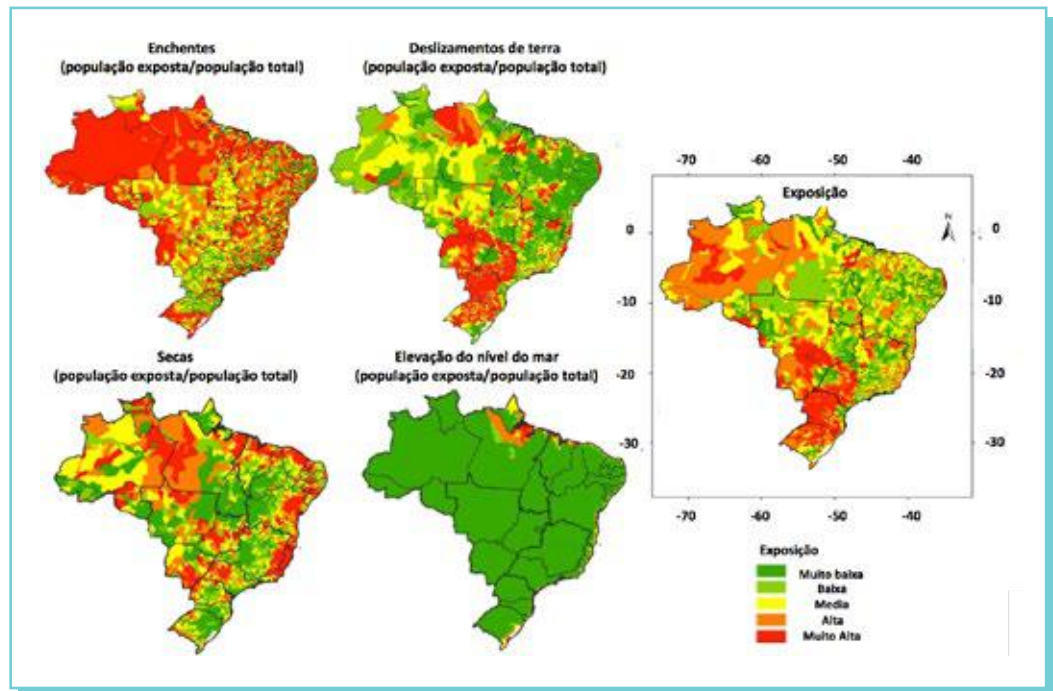 Enchentes
(população exposta/população total)
Deslizamentos de terra
(população exposta/população total)
-70 -60 -50 -40
Exposição
N
0 0
-10 -10
Secas
(população exposta/população total)
Elevação do nível do mar
(população exposta/população total)
-20 -20
-30 -30
-70 -60 -50 -40
Exposição
Muito baixa
Baixa
Media
Alta
Muito Alta